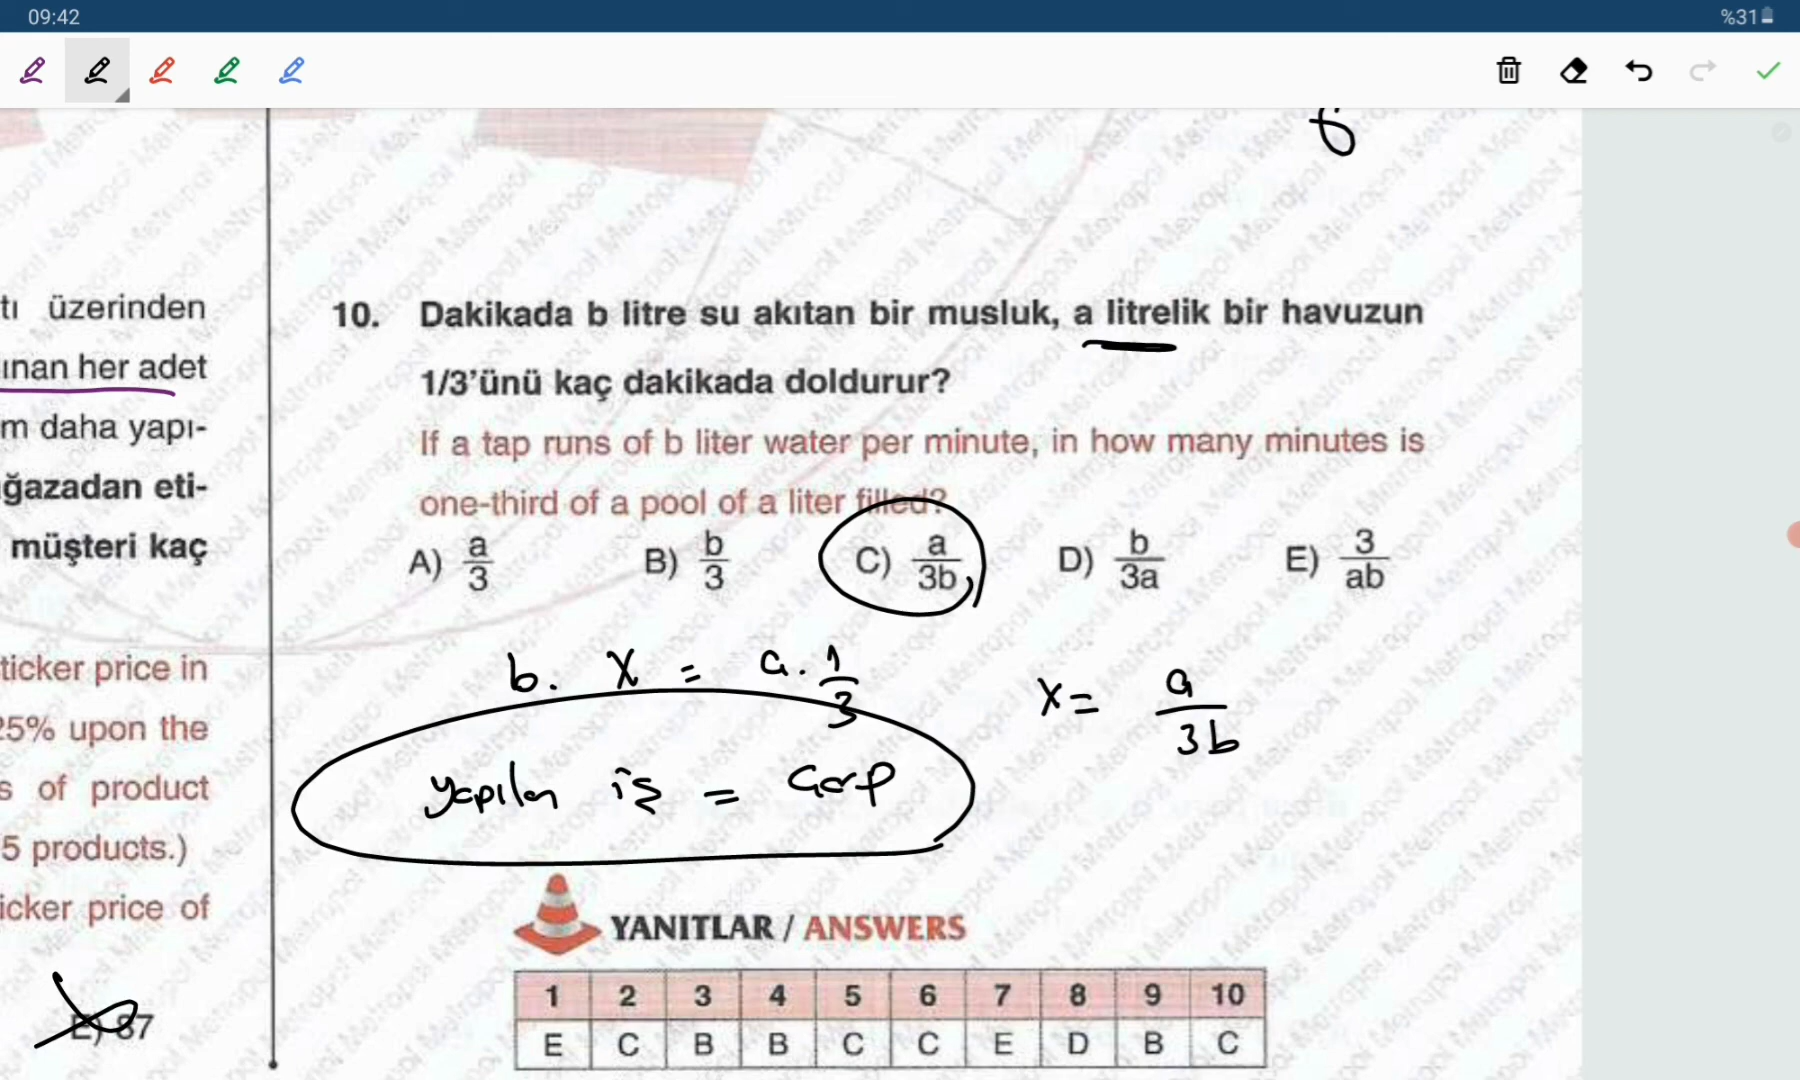 09:42
%31
8
tı üzerinden
ınan her adet
m daha yapı-
ğazadan eti-
müşteri kaç
ticker price in
25% upon the
s of product
5 products.)
icker price of
E) 87
10. Dakikada b litre su akıtan bir musluk, a litrelik bir havuzun
1/3'ünü kaç dakikada doldurur?
If a tap runs of b liter water per minute, in how many minutes is
one-third of a pool of a liter filled?
A) a/3 B) b/3 C) a/3b D) b/3a E) 3/ab
b. x = a. 1/3
x = a/3b
yapılan iş = Çarp
YANITLAR / ANSWERS
1 2 3 4 5 6 7 8 9 10
E C B B C C E D B C